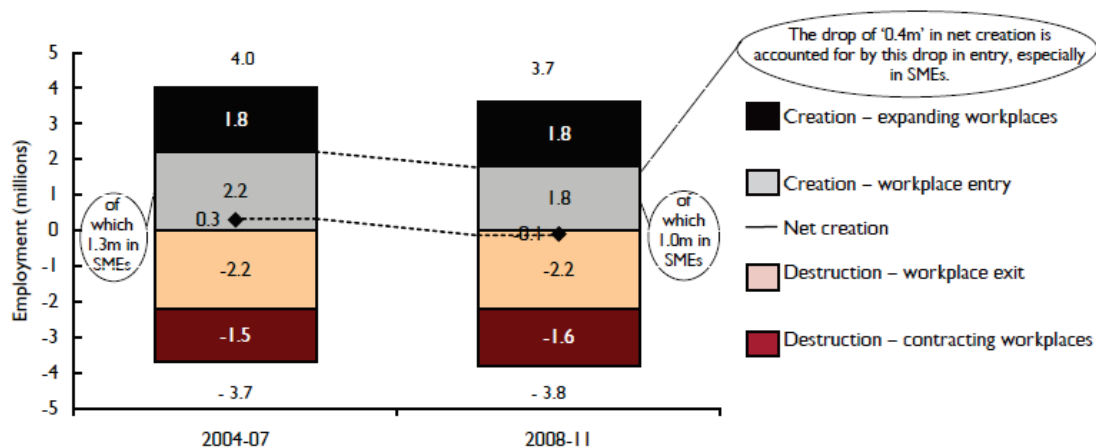 The drop of '0.4m' in net creation is
accounted for by this drop in entry, especially
in SMEs.
5
4
3
2
1
0
-1
-2
-3
-4
-5
Employment (millions)
4.0
1.8
2.2
0.3
-2.2
-1.5
- 3.7
of
which
1.3m in
SMEs
3.7
1.8
1.8
-0.1
-2.2
-1.6
- 3.8
of
which
1.0m in
SMEs
2004-07
2008-11
Creation – expanding workplaces
Creation – workplace entry
Net creation
Destruction – workplace exit
Destruction – contracting workplaces